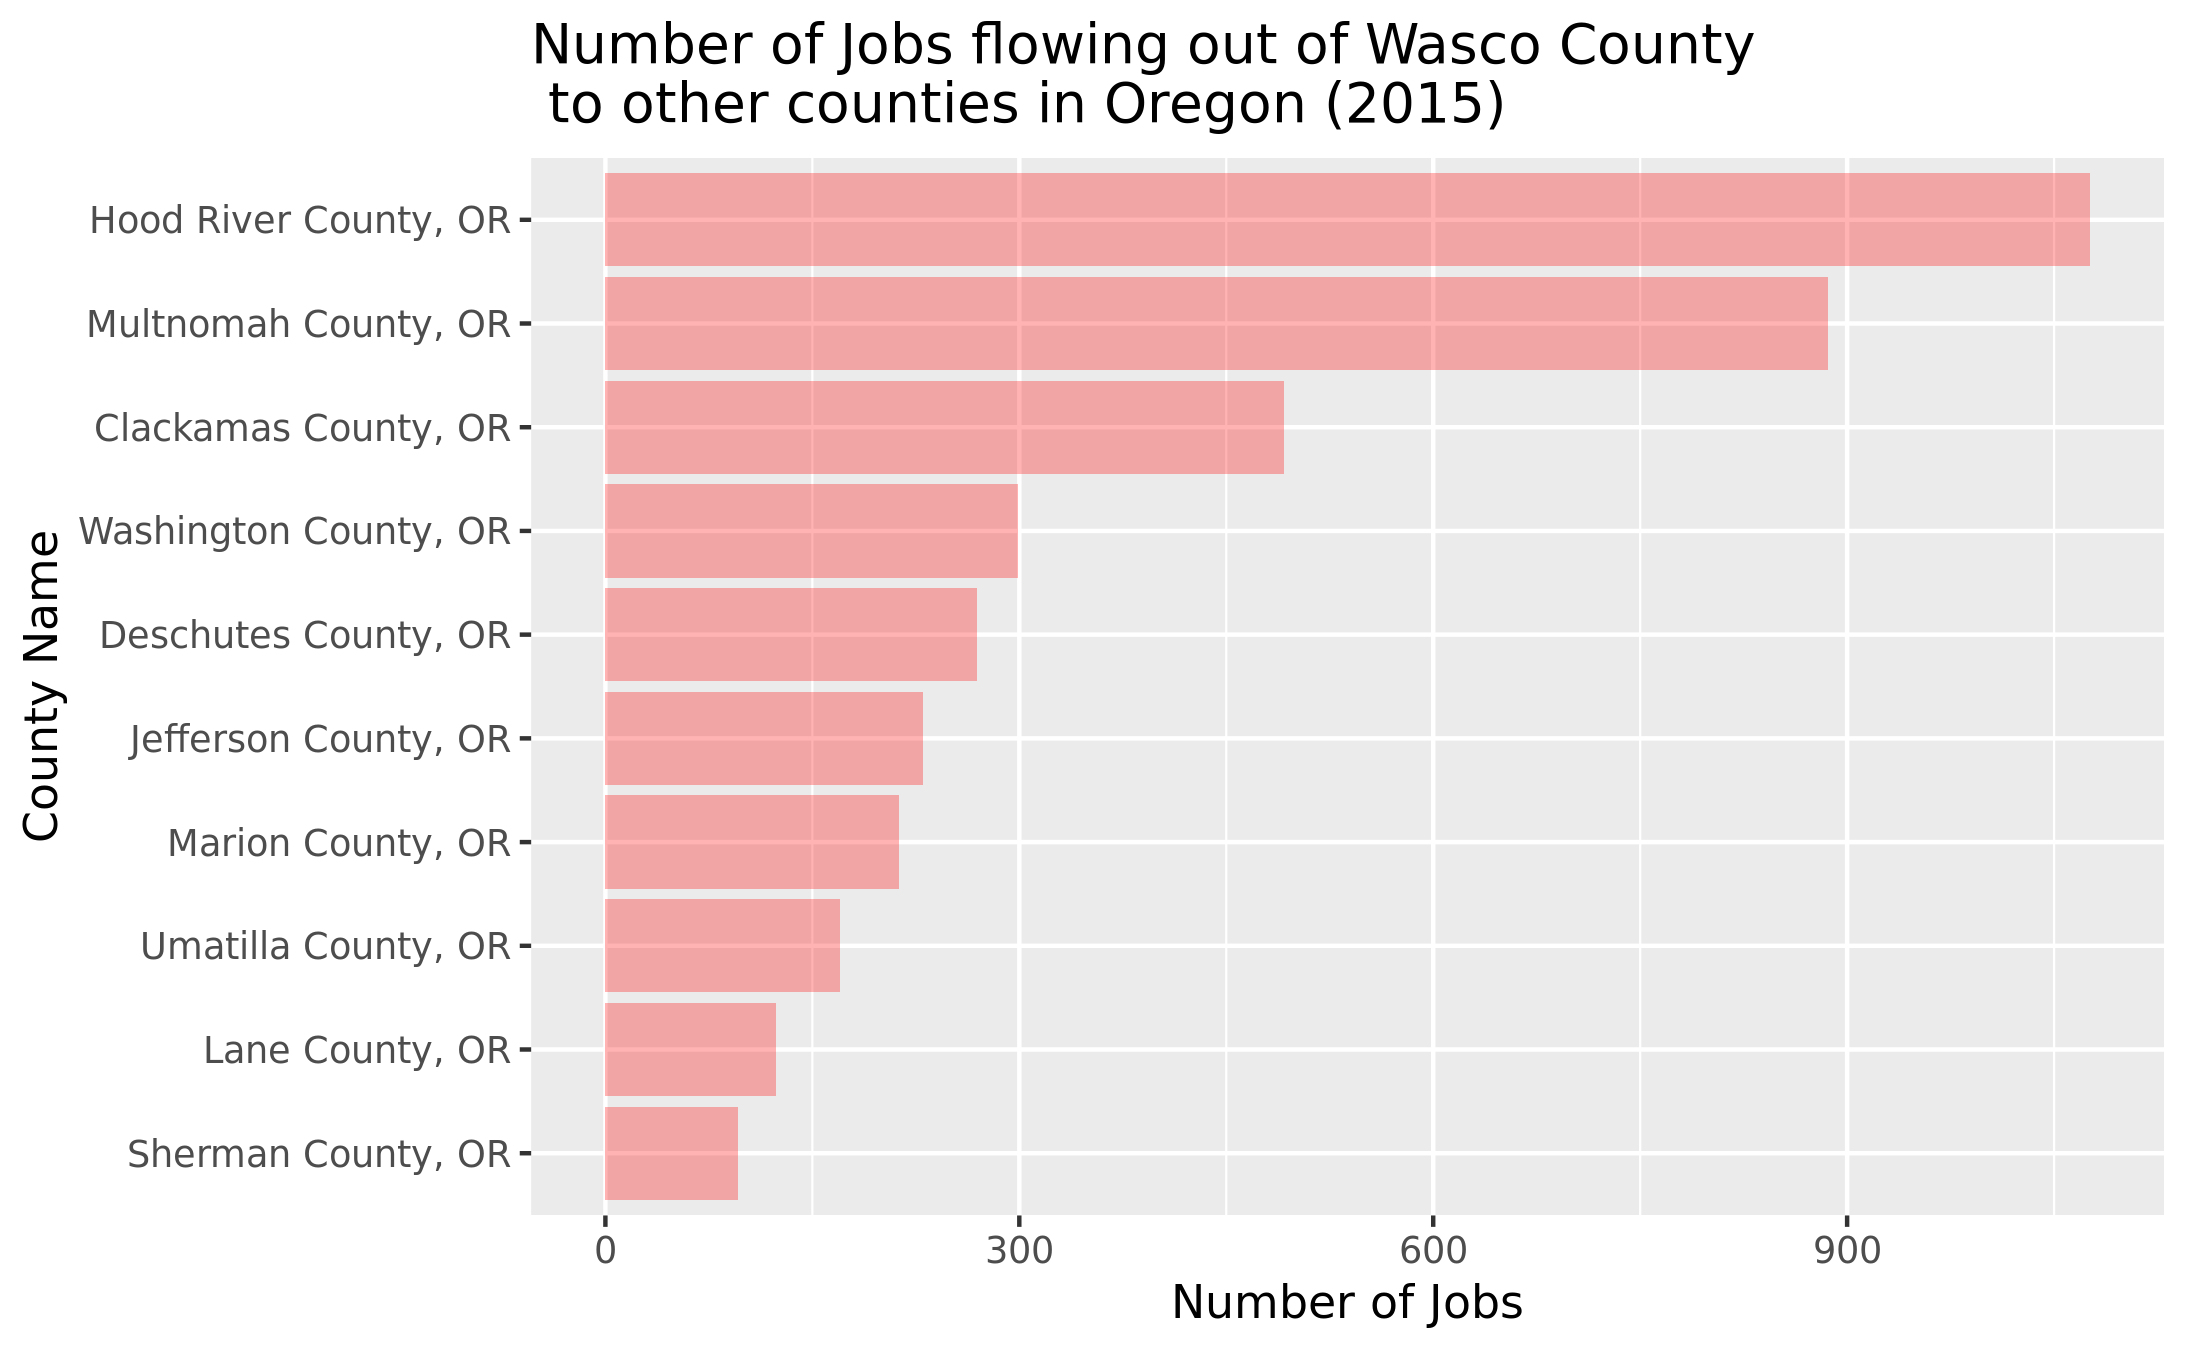 Number of Jobs flowing out of Wasco County
to other counties in Oregon (2015)
County Name
Hood River County, OR
Multnomah County, OR
Clackamas County, OR
Washington County, OR
Deschutes County, OR
Jefferson County, OR
Marion County, OR
Umatilla County, OR
Lane County, OR
Sherman County, OR
0 300 600 900
Number of Jobs